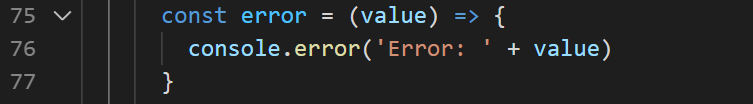 75 const error = (value) => {
76 console.error('Error: ' + value)
77 }